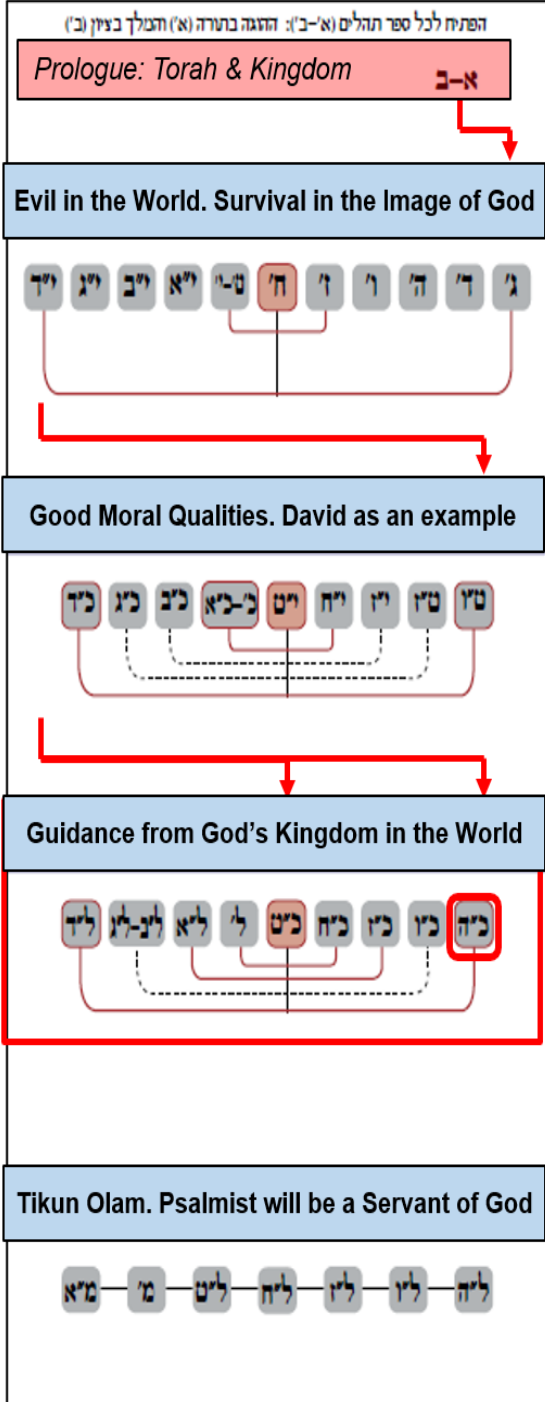 הפתיח לכל ספר תהלים (א'–ב'): ההוגה בתורה (א') והמלך בציון (ב')
Prologue: Torah & Kingdom א–ב
Evil in the World. Survival in the Image of God
ג' ד' ה' ו' ז' ח' ט'-י' י"א י"ב י"ג י"ד
Good Moral Qualities. David as an example
ט"ו ט"ז י"ז י"ח י"ט כ'-כ"א כ"ב כ"ג כ"ד
Guidance from God's Kingdom in the World
כ"ה כ"ו כ"ז כ"ח כ"ט ל' ל"א ל"ב-ל"ג ל"ד
Tikun Olam. Psalmist will be a Servant of God
ל"ה ל"ו ל"ז ל"ח ל"ט מ' מ"א